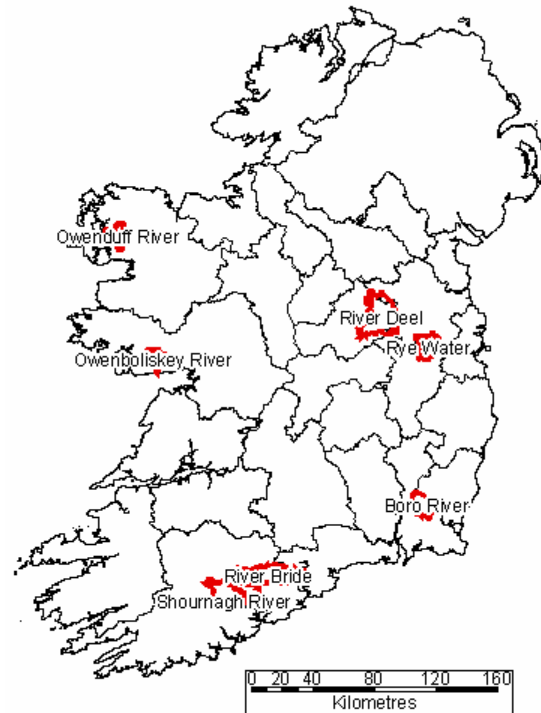 Owenduff River
River Deel
Rye Water
Owenboliskey River
Boro River
River Bride
Shournagh River
0 20 40 80 120 160
Kilometres